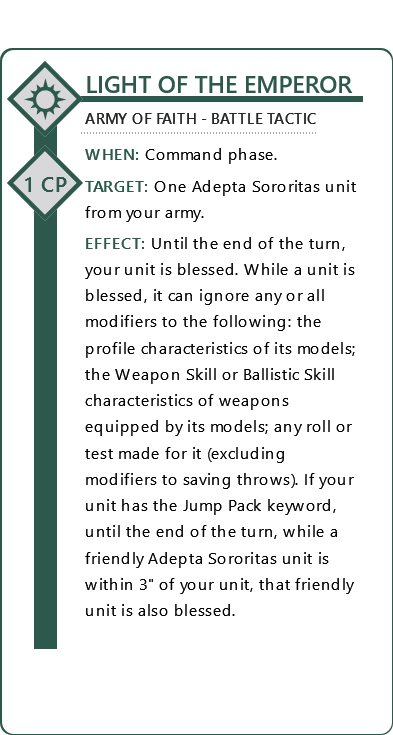 LIGHT OF THE EMPEROR
ARMY OF FAITH - BATTLE TACTIC
WHEN: Command phase.
1 CP
TARGET: One Adepta Sororitas unit
from your army.
EFFECT: Until the end of the turn,
your unit is blessed. While a unit is
blessed, it can ignore any or all
modifiers to the following: the
profile characteristics of its models;
the Weapon Skill or Ballistic Skill
characteristics of weapons
equipped by its models; any roll or
test made for it (excluding
modifiers to saving throws). If your
unit has the Jump Pack keyword,
until the end of the turn, while a
friendly Adepta Sororitas unit is
within 3" of your unit, that friendly
unit is also blessed.